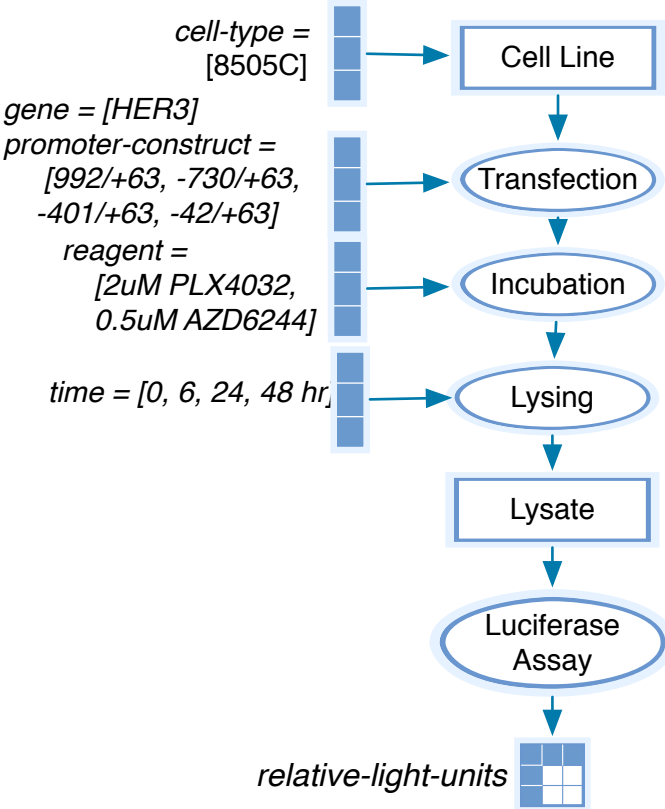 cell-type =
[8505C]
Cell Line
gene = [HER3]
promoter-construct =
[992/+63, -730/+63,
-401/+63, -42/+63]
Transfection
reagent =
[2uM PLX4032,
0.5uM AZD6244]
Incubation
time = [0, 6, 24, 48 hr]
Lysing
Lysate
Luciferase
Assay
relative-light-units